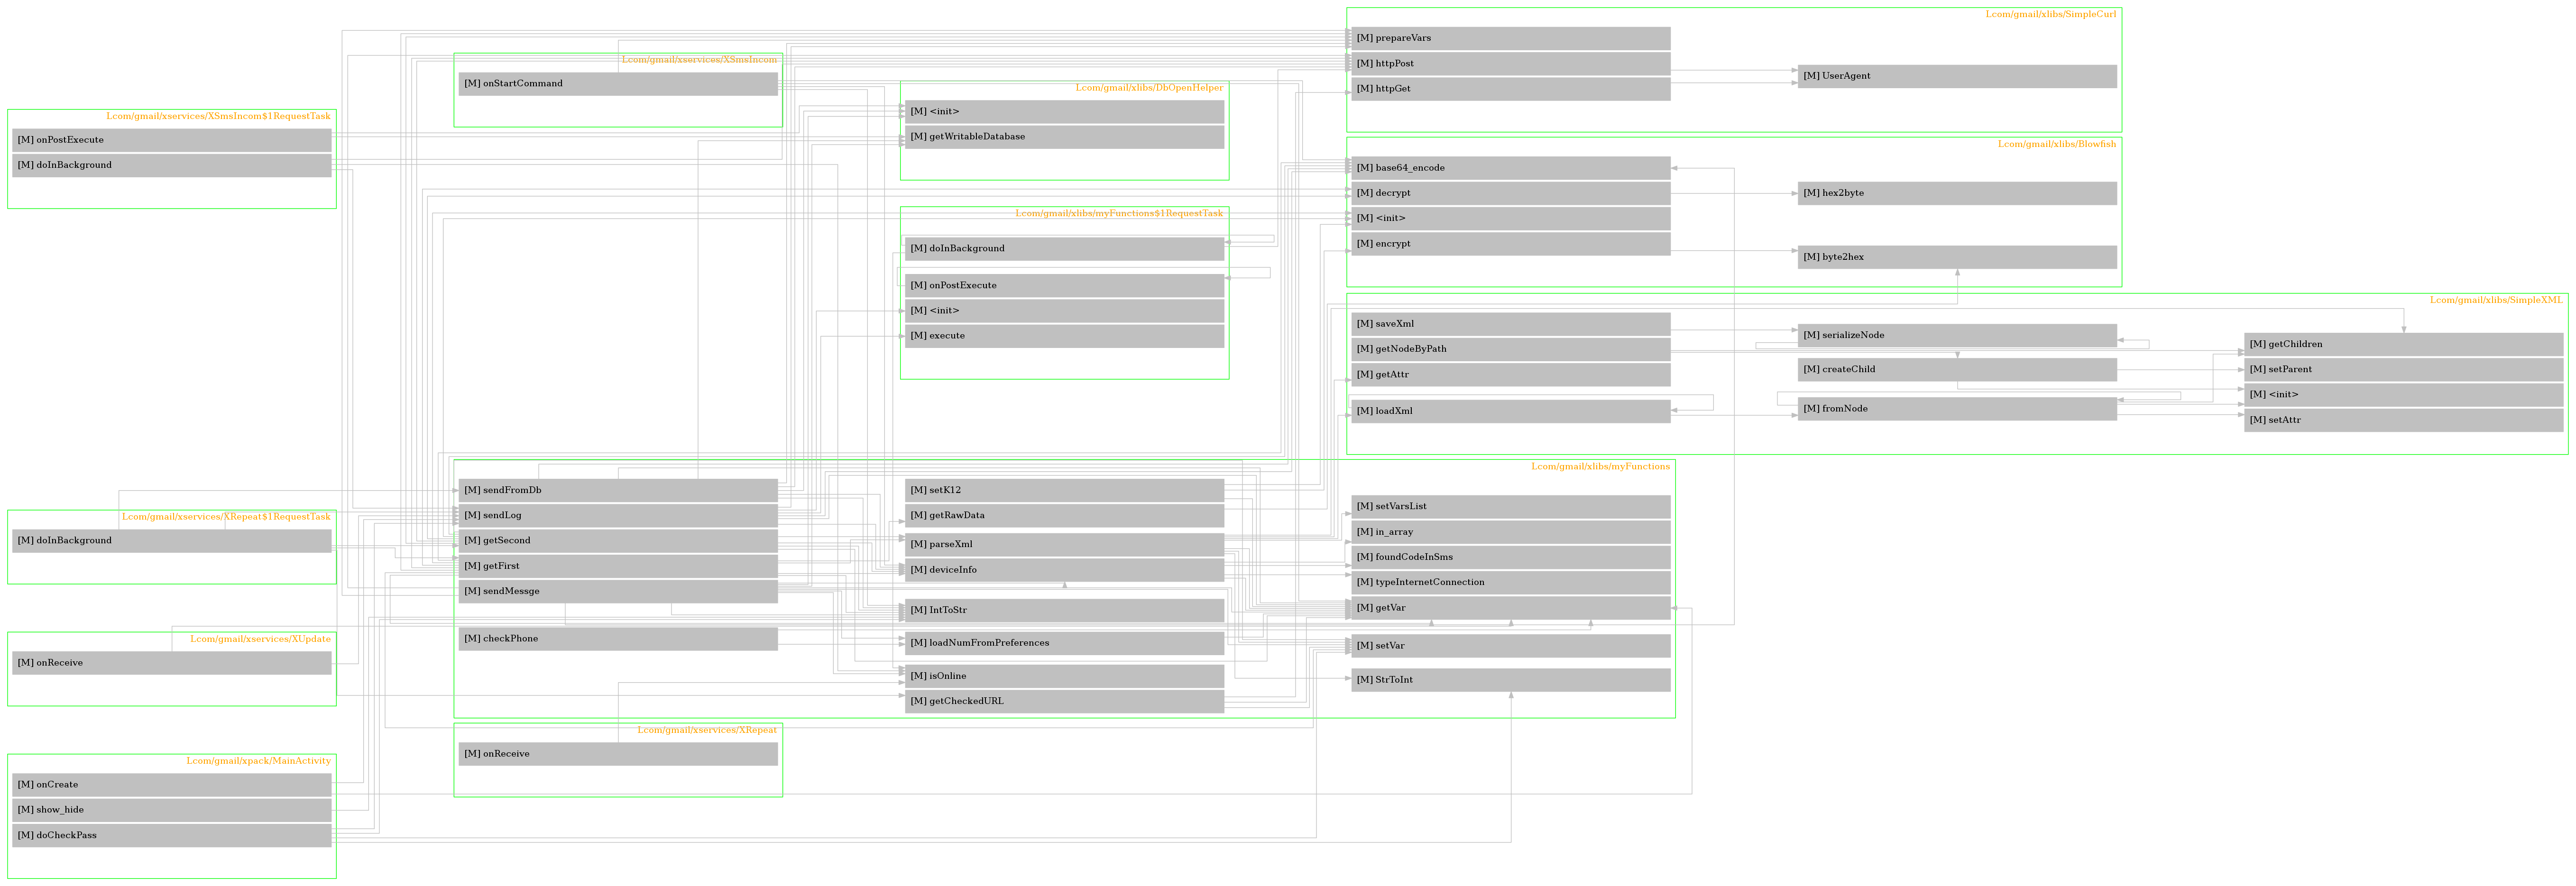 Lcom/gmail/xservices/XSmsIncom$1RequestTask
[M] onPostExecute
[M] doInBackground
Lcom/gmail/xservices/XRepeat$1RequestTask
[M] doInBackground
Lcom/gmail/xservices/XUpdate
[M] onReceive
Lcom/gmail/xpack/MainActivity
[M] onCreate
[M] show_hide
[M] doCheckPass
Lcom/gmail/xservices/XSmsIncom
[M] onStartCommand
Lcom/gmail/xlibs/DbOpenHelper
[M] <init>
[M] getWritableDatabase
Lcom/gmail/xlibs/myFunctions$1RequestTask
[M] doInBackground
[M] onPostExecute
[M] <init>
[M] execute
Lcom/gmail/xlibs/myFunctions
[M] sendFromDb
[M] sendLog
[M] getSecond
[M] getFirst
[M] sendMessge
[M] checkPhone
[M] setK12
[M] getRawData
[M] parseXml
[M] deviceInfo
[M] IntToStr
[M] loadNumFromPreferences
[M] isOnline
[M] getCheckedURL
[M] setVarsList
[M] in_array
[M] foundCodeInSms
[M] typeInternetConnection
[M] getVar
[M] setVar
[M] StrToInt
Lcom/gmail/xservices/XRepeat
[M] onReceive
Lcom/gmail/xlibs/SimpleCurl
[M] prepareVars
[M] httpPost
[M] httpGet
[M] UserAgent
Lcom/gmail/xlibs/Blowfish
[M] base64_encode
[M] decrypt
[M] <init>
[M] encrypt
[M] hex2byte
[M] byte2hex
Lcom/gmail/xlibs/SimpleXML
[M] saveXml
[M] getNodeByPath
[M] getAttr
[M] loadXml
[M] serializeNode
[M] createChild
[M] fromNode
[M] getChildren
[M] setParent
[M] <init>
[M] setAttr